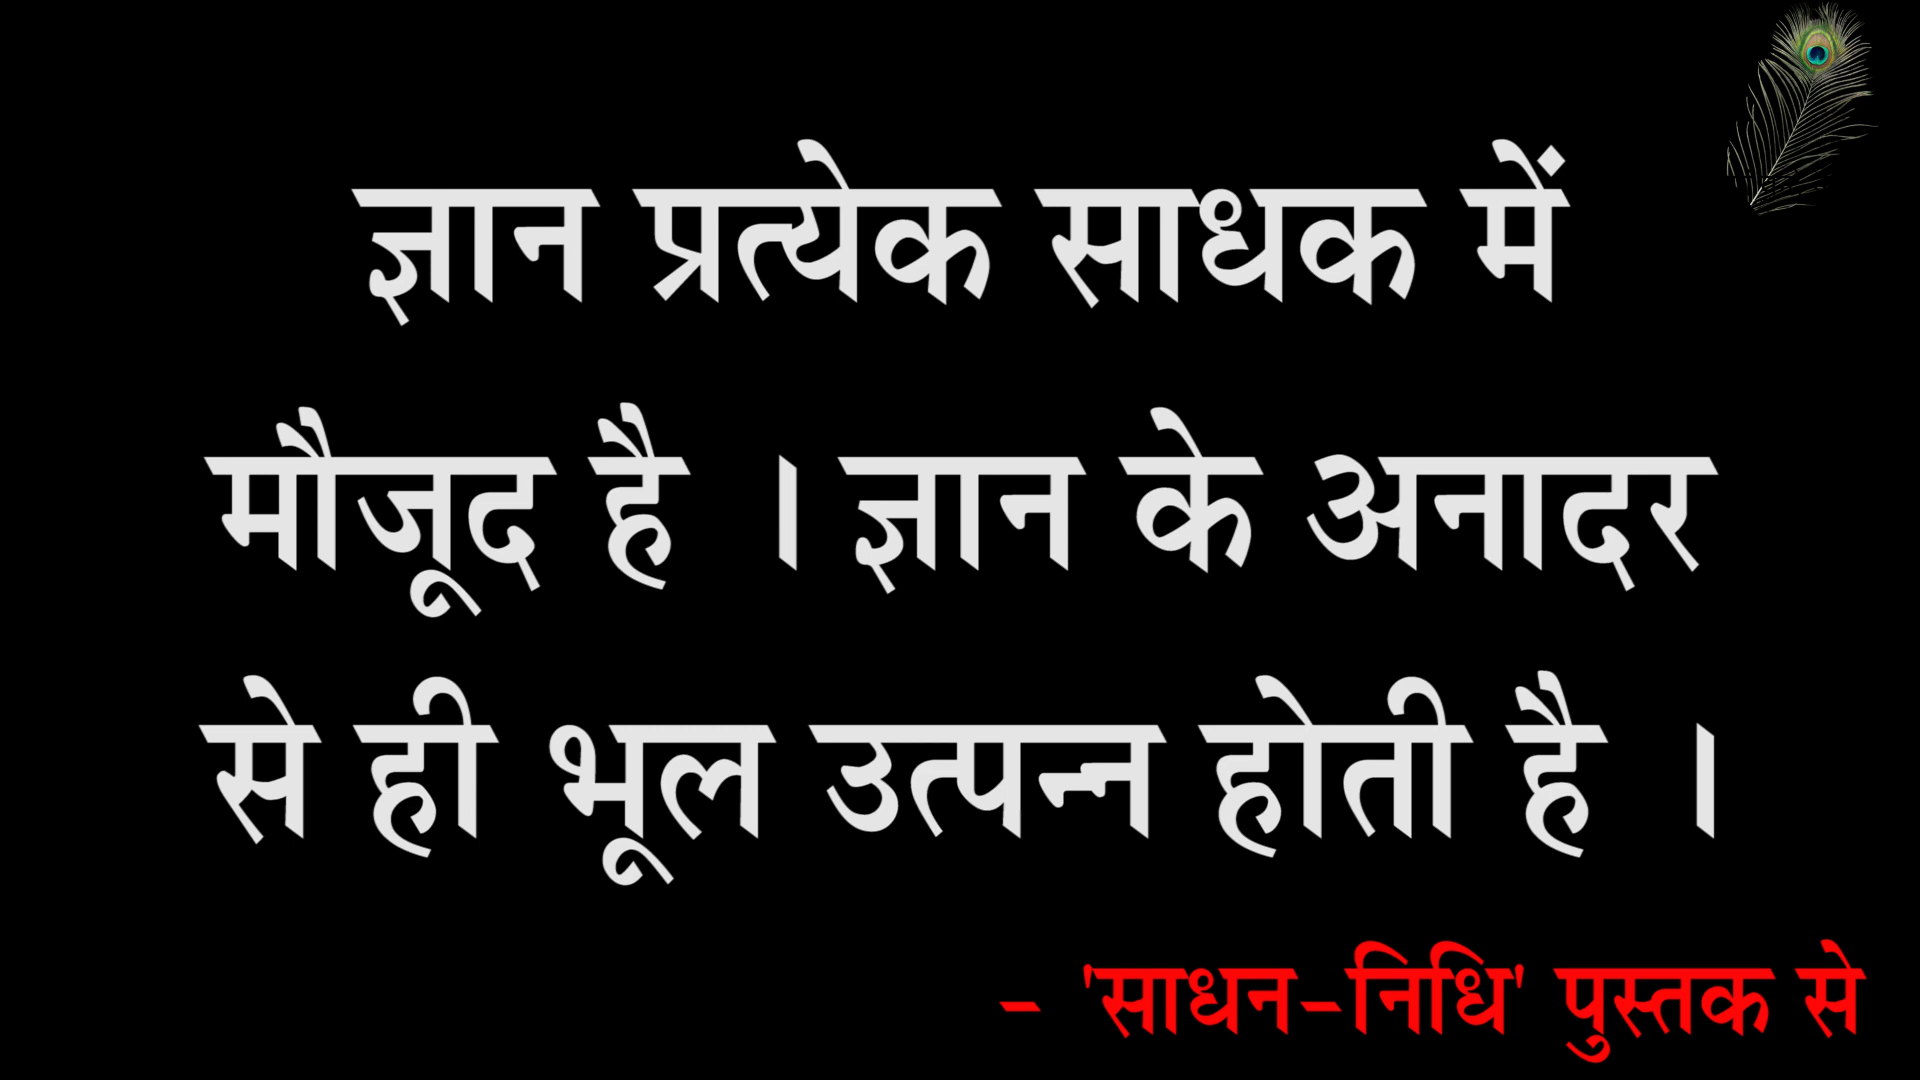 ज्ञान प्रत्येक साधक में
मौजूद है । ज्ञान के अनादर
से ही भूल उत्पन्न होती है ।
- 'साधन-निधि' पुस्तक से